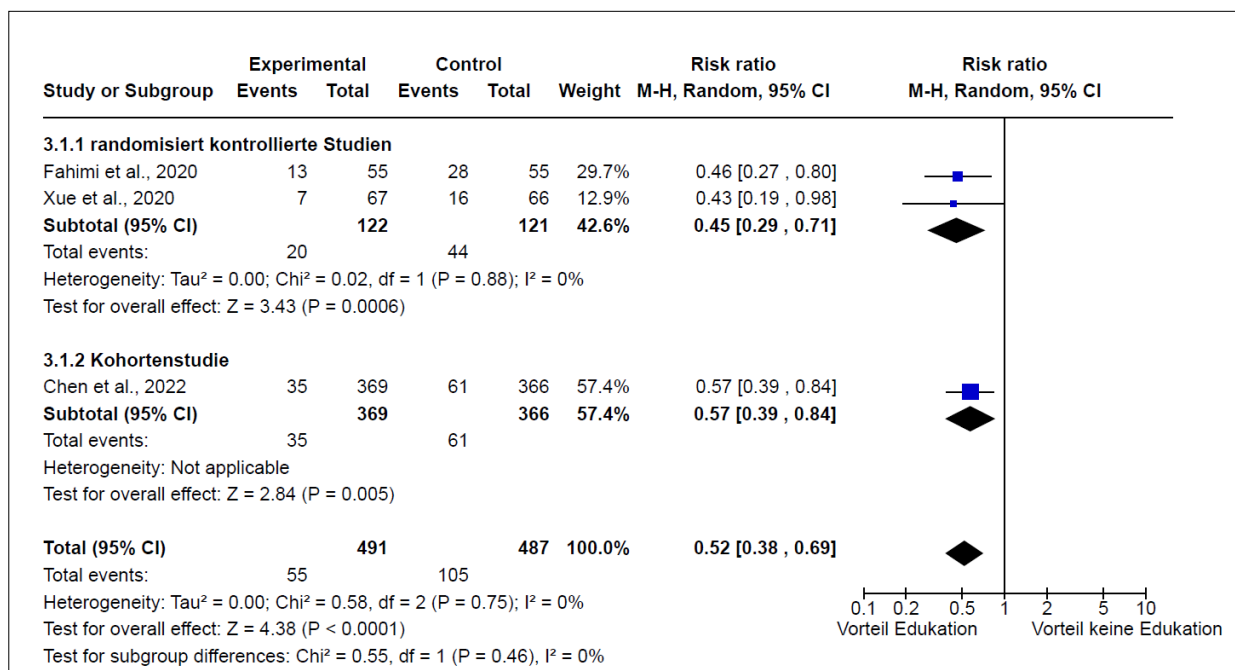 Experimental Control Risk ratio Risk ratio
Study or Subgroup Events Total Events Total Weight M-H, Random, 95% CI M-H, Random, 95% CI
3.1.1 randomisiert kontrollierte Studien
Fahimi et al., 2020 13 55 28 55 29.7% 0.46 [0.27 , 0.80]
Xue et al., 2020 7 67 16 66 12.9% 0.43 [0.19 , 0.98]
Subtotal (95% CI) 122 121 42.6% 0.45 [0.29 , 0.71]
Total events: 20 44
Heterogeneity: Tau² = 0.00; Chi² = 0.02, df = 1 (P = 0.88); I² = 0%
Test for overall effect: Z = 3.43 (P = 0.0006)
3.1.2 Kohortenstudie
Chen et al., 2022 35 369 61 366 57.4% 0.57 [0.39 , 0.84]
Subtotal (95% CI) 369 366 57.4% 0.57 [0.39 , 0.84]
Total events: 35 61
Heterogeneity: Not applicable
Test for overall effect: Z = 2.84 (P = 0.005)
Total (95% CI) 491 487 100.0% 0.52 [0.38 , 0.69]
Total events: 55 105
Heterogeneity: Tau² = 0.00; Chi² = 0.58, df = 2 (P = 0.75); I² = 0%
Test for overall effect: Z = 4.38 (P < 0.0001)
Test for subgroup differences: Chi² = 0.55, df = 1 (P = 0.46), I² = 0%
0.1 0.2 0.5 1 2 5 10
Vorteil Edukation Vorteil keine Edukation